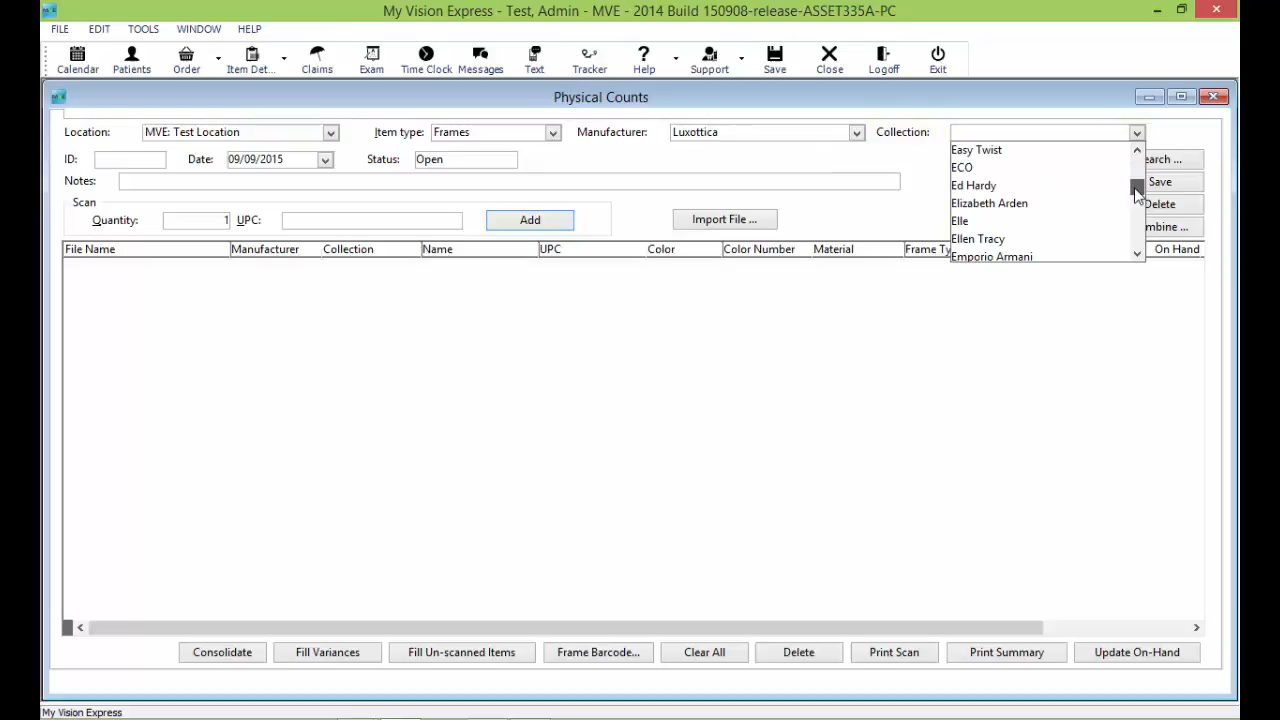 My Vision Express - Test, Admin - MVE - 2014 Build 150908-release-ASSET335A-PC
FILE EDIT TOOLS WINDOW HELP
Calendar Patients Order Item Det... Claims Exam Time Clock Messages Text Tracker Help Support Save Close Logoff Exit
Physical Counts
Location: MVE: Test Location Item type: Frames Manufacturer: Luxottica Collection:
ID: Date: 09/09/2015 Status: Open
Notes:
Scan
Quantity: 1 UPC: Add Import File ...
Easy Twist
ECO
Ed Hardy
Elizabeth Arden
Elle
Ellen Tracy
Emporio Armani
earch ...
Save
Delete
mbine ...
File Name Manufacturer Collection Name UPC Color Color Number Material Frame Ty On Hand
Consolidate Fill Variances Fill Un-scanned Items Frame Barcode... Clear All Delete Print Scan Print Summary Update On-Hand
My Vision Express